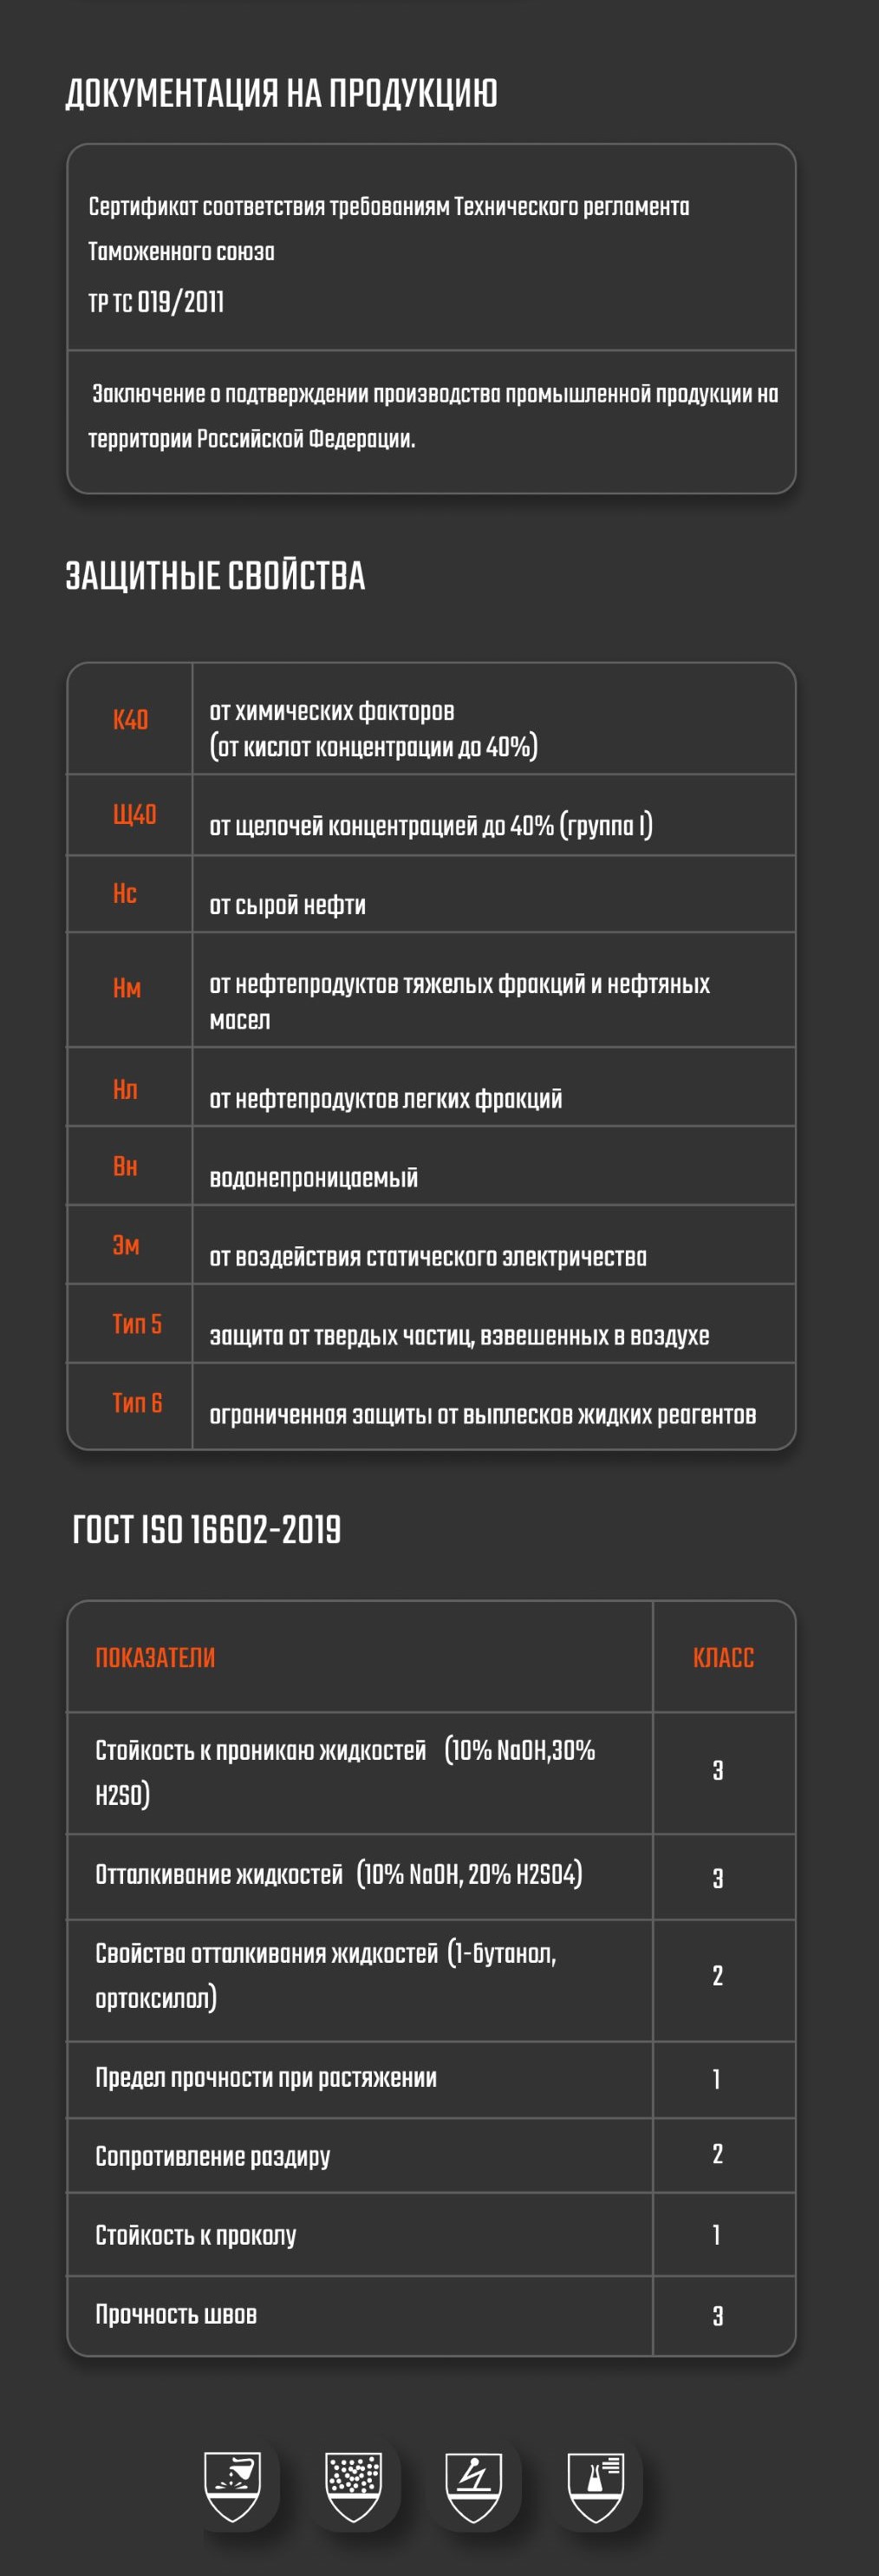 ДОКУМЕНТАЦИЯ НА ПРОДУКЦИЮ
Сертификат соответствия требованиям Технического регламента
Таможенного союза
ТР ТС 019/2011
Заключение о подтверждении производства промышленной продукции на
территории Российской Федерации.
ЗАЩИТНЫЕ СВОЙСТВА
К40
от химических факторов
(от кислот концентрации до 40%)
Щ40
от щелочей концентрацией до 40% (группа I)
Нс
от сырой нефти
Нм
от нефтепродуктов тяжелых фракций и нефтяных
масел
Нл
от нефтепродуктов легких фракций
Вн
водонепроницаемый
Эм
от воздействия статического электричества
Тип 5
защита от твердых частиц, взвешенных в воздухе
Тип 6
ограниченная защиты от выплесков жидких реагентов
ГОСТ ISO 16602-2019
ПОКАЗАТЕЛИ КЛАСС
Стойкость к проникаю жидкостей (10% NaOH,30%
H2SO)
3
Отталкивание жидкостей (10% NaOH, 20% H2SO4) 3
Свойства отталкивания жидкостей (1-бутанол,
ортоксилол)
2
Предел прочности при растяжении 1
Сопротивление раздиру 2
Стойкость к проколу 1
Прочность швов 3